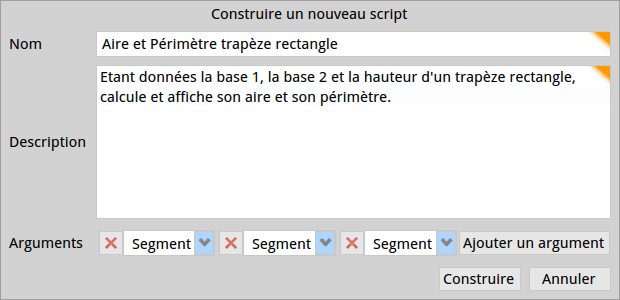 Construire un nouveau script
Nom
Aire et Périmètre trapèze rectangle
Etant données la base 1, la base 2 et la hauteur d'un trapèze rectangle,
calcule et affiche son aire et son périmètre.
Description
Arguments Segment Segment Segment Ajouter un argument
Construire Annuler